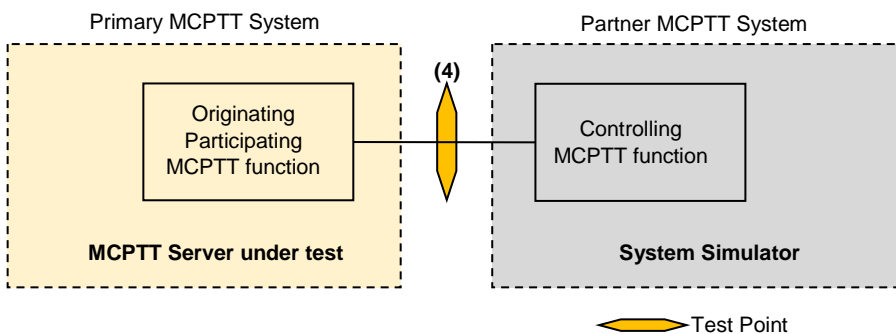 Primary MCPTT System
Partner MCPTT System
(4)
Originating
Participating
MCPTT function
Controlling
MCPTT function
MCPTT Server under test
System Simulator
Test Point